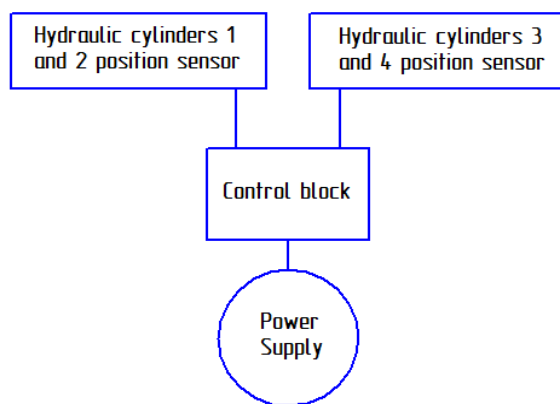 Hydraulic cylinders 1
and 2 position sensor
Hydraulic cylinders 3
and 4 position sensor
Control block
Power
Supply